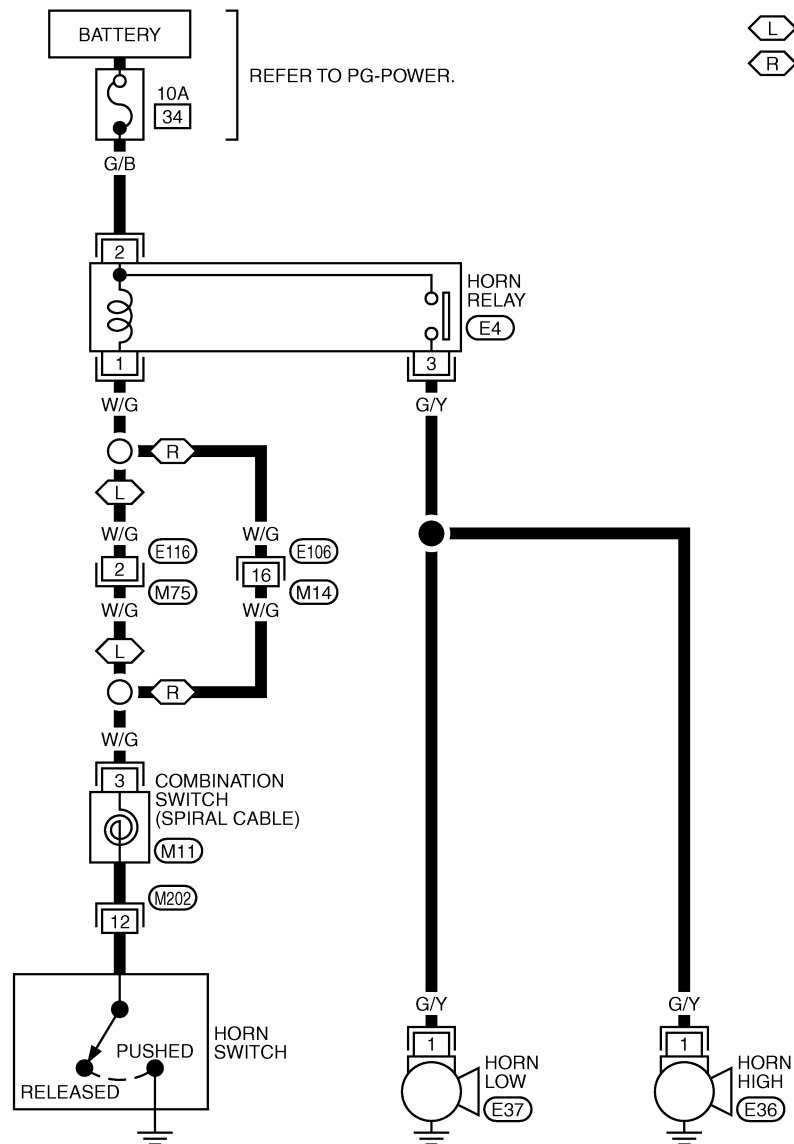 BATTERY
L
REFER TO PG-POWER.
R
10A
34
G/B
2
HORN
RELAY
E4
1
3
W/G
G/Y
R
L
W/G
W/G
E116
E106
2
16
M75
M14
W/G
W/G
L
R
W/G
3
COMBINATION
SWITCH
(SPIRAL CABLE)
M11
M202
12
G/Y
G/Y
HORN
SWITCH
PUSHED
RELEASED
1
HORN
LOW
E37
1
HORN
HIGH
E36